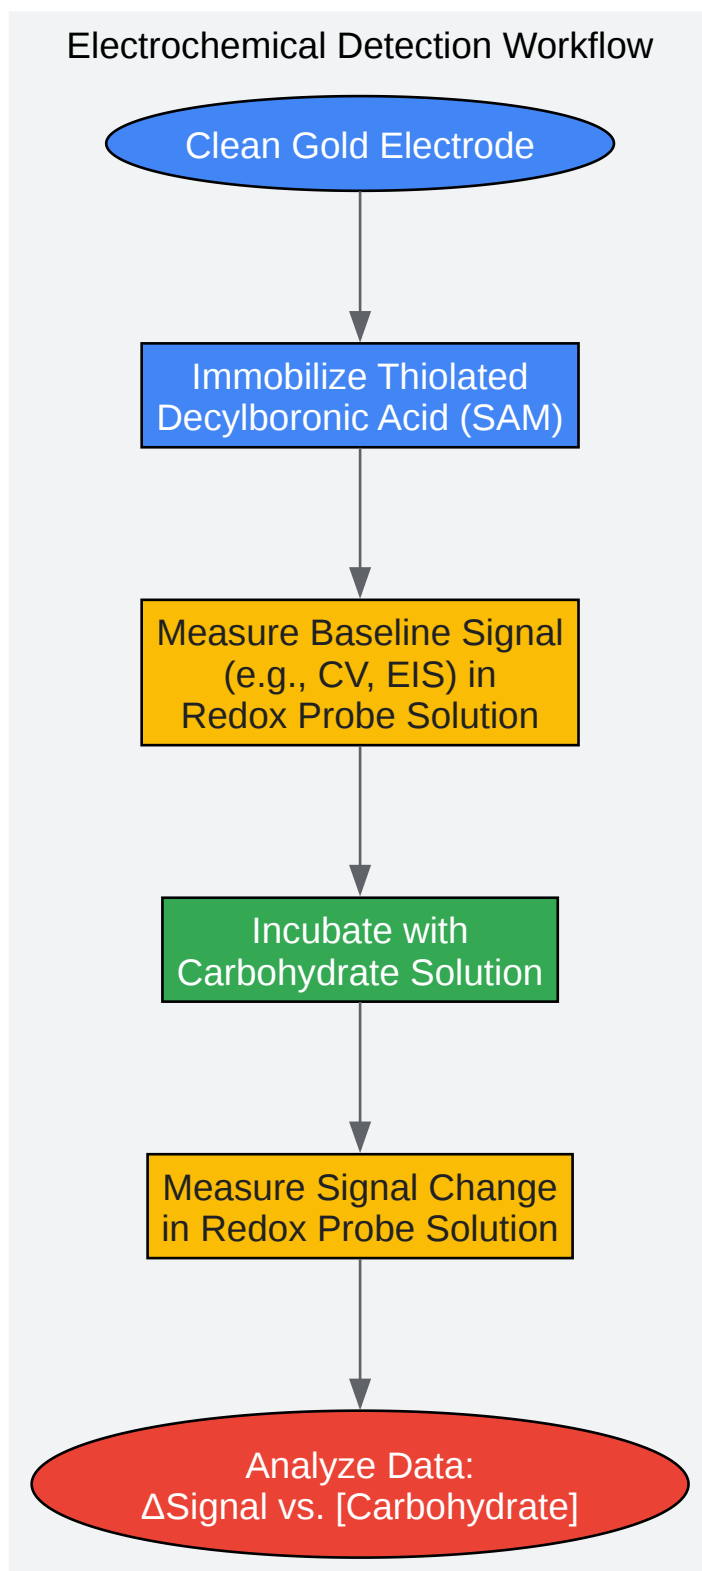 Electrochemical Detection Workflow
Clean Gold Electrode
Immobilize Thiolated
Decylboronic Acid (SAM)
Measure Baseline Signal
(e.g., CV, EIS) in
Redox Probe Solution
Incubate with
Carbohydrate Solution
Measure Signal Change
in Redox Probe Solution
Analyze Data:
ΔSignal vs. [Carbohydrate]